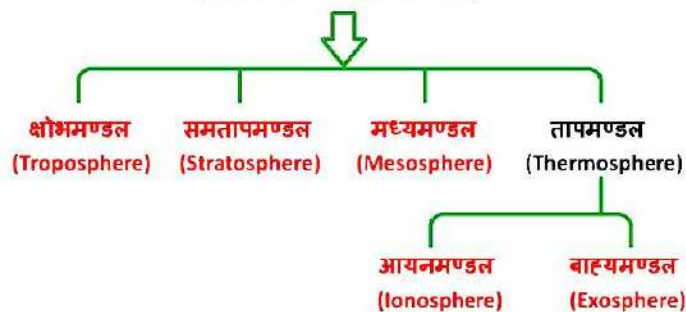 क्षोभमण्डल समतापमण्डल मध्यमण्डल तापमण्डल
(Troposphere) (Stratosphere) (Mesosphere) (Thermosphere)
आयनमण्डल बाह्यमण्डल
(Ionosphere) (Exosphere)